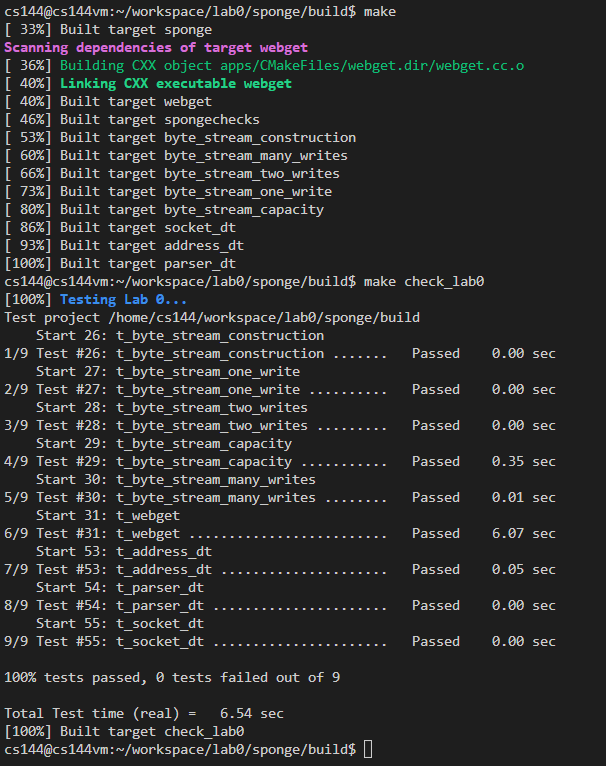 cs144@cs144vm:~/workspace/lab0/sponge/build$ make
[ 33%] Built target sponge
Scanning dependencies of target webget
[ 36%] Building CXX object apps/CMakeFiles/webget.dir/webget.cc.o
[ 40%] Linking CXX executable webget
[ 40%] Built target webget
[ 46%] Built target spongechecks
[ 53%] Built target byte_stream_construction
[ 60%] Built target byte_stream_many_writes
[ 66%] Built target byte_stream_two_writes
[ 73%] Built target byte_stream_one_write
[ 80%] Built target byte_stream_capacity
[ 86%] Built target socket_dt
[ 93%] Built target address_dt
[100%] Built target parser_dt
cs144@cs144vm:~/workspace/lab0/sponge/build$ make check_lab0
[100%] Testing Lab 0...
Test project /home/cs144/workspace/lab0/sponge/build
    Start 26: t_byte_stream_construction
1/9 Test #26: t_byte_stream_construction .......   Passed    0.00 sec
    Start 27: t_byte_stream_one_write
2/9 Test #27: t_byte_stream_one_write ..........   Passed    0.00 sec
    Start 28: t_byte_stream_two_writes
3/9 Test #28: t_byte_stream_two_writes .........   Passed    0.00 sec
    Start 29: t_byte_stream_capacity
4/9 Test #29: t_byte_stream_capacity ...........   Passed    0.35 sec
    Start 30: t_byte_stream_many_writes
5/9 Test #30: t_byte_stream_many_writes ........   Passed    0.01 sec
    Start 31: t_webget
6/9 Test #31: t_webget .........................   Passed    6.07 sec
    Start 53: t_address_dt
7/9 Test #53: t_address_dt .....................   Passed    0.05 sec
    Start 54: t_parser_dt
8/9 Test #54: t_parser_dt ......................   Passed    0.00 sec
    Start 55: t_socket_dt
9/9 Test #55: t_socket_dt ......................   Passed    0.00 sec

100% tests passed, 0 tests failed out of 9

Total Test time (real) =   6.54 sec
[100%] Built target check_lab0
cs144@cs144vm:~/workspace/lab0/sponge/build$